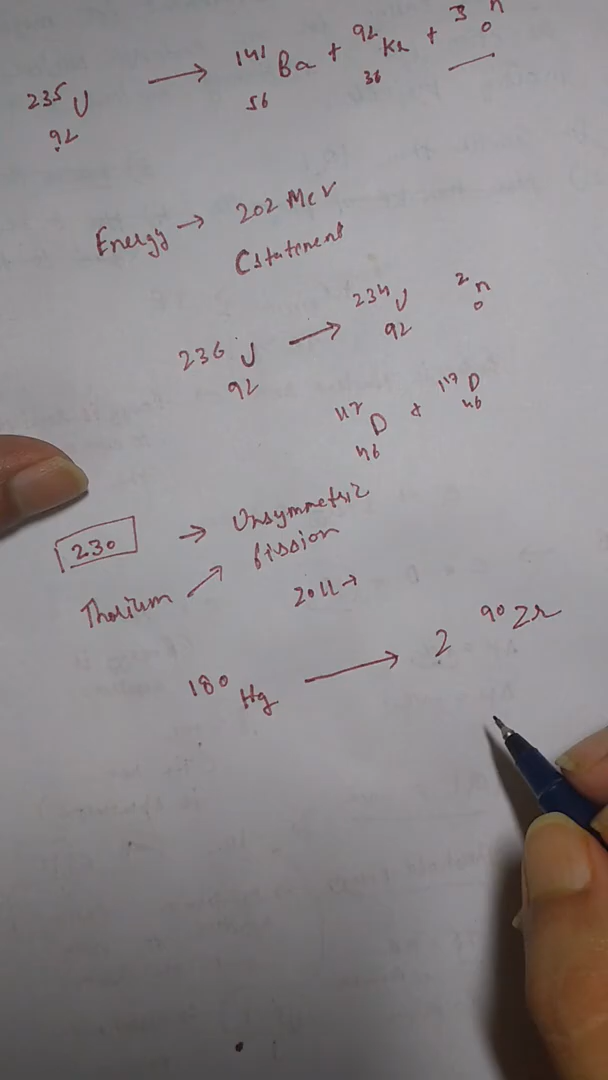 235 U 92 → 141 Ba 56 + 92 Kr 36 + 3 n 0
Energy → 202 MeV
(Statement
236 U 92 → 234 U 92 2 n 0
117 D 46 + 117 D 46
230 → Unsymmetric
fission
Thorium ↗
2011 →
180 Hg → 2 90 Zr